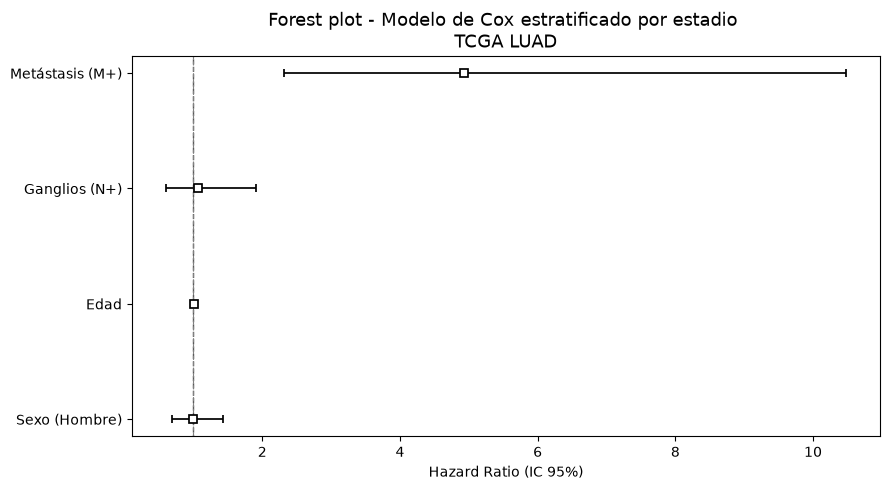 Forest plot - Modelo de Cox estratificado por estadio
TCGA LUAD
Metástasis (M+)
Ganglios (N+)
Edad
Sexo (Hombre)
2 4 6 8 10
Hazard Ratio (IC 95%)